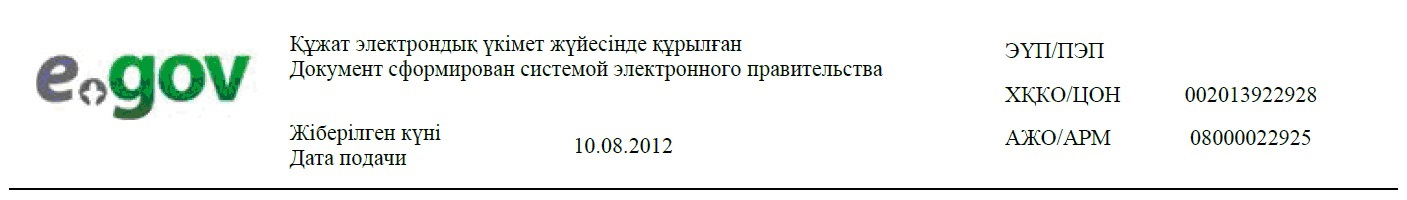 e.gov
Құжат электрондық үкімет жүйесінде құрылған
Документ сформирован системой электронного правительства
Жіберілген күні
Дата подачи
10.08.2012
ЭҮП/ПЭП
ХҚКО/ЦОН 002013922928
АЖО/АРМ 08000022925